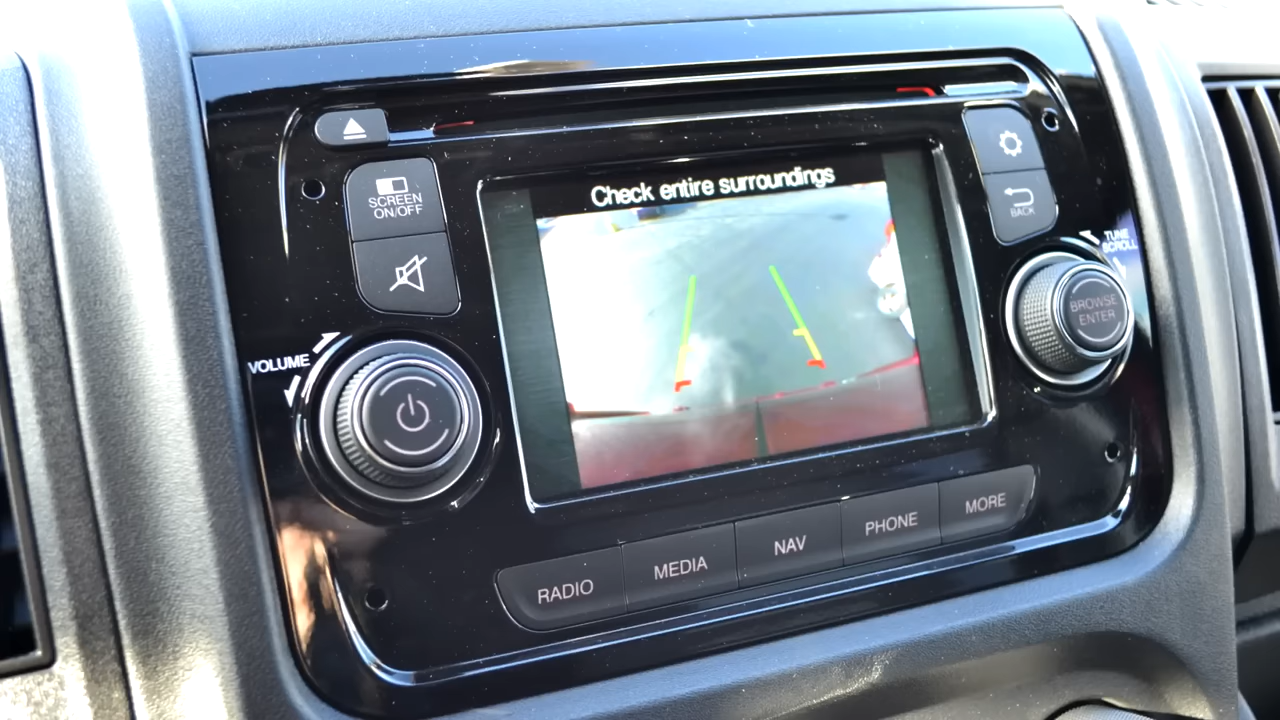 Check entire surroundings
SCREEN
ON/OFF
BACK
TUNE
SCROLL
VOLUME
BROWSE
ENTER
RADIO
MEDIA
NAV
PHONE
MORE